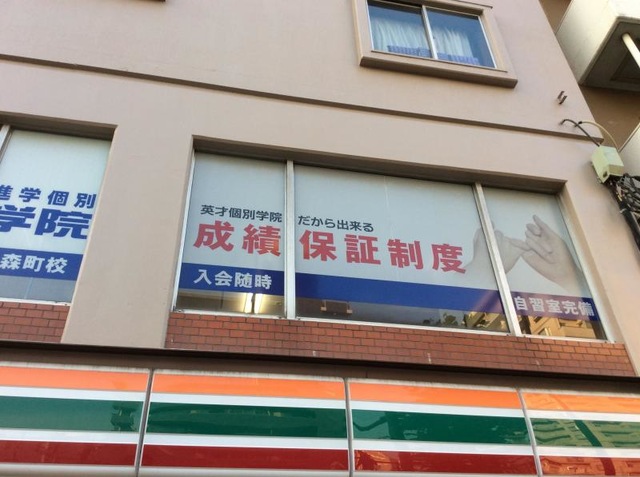 進学個別
学院
森町校
英才個別学院 だから出来る
成績保証制度
入会随時
自習室完備